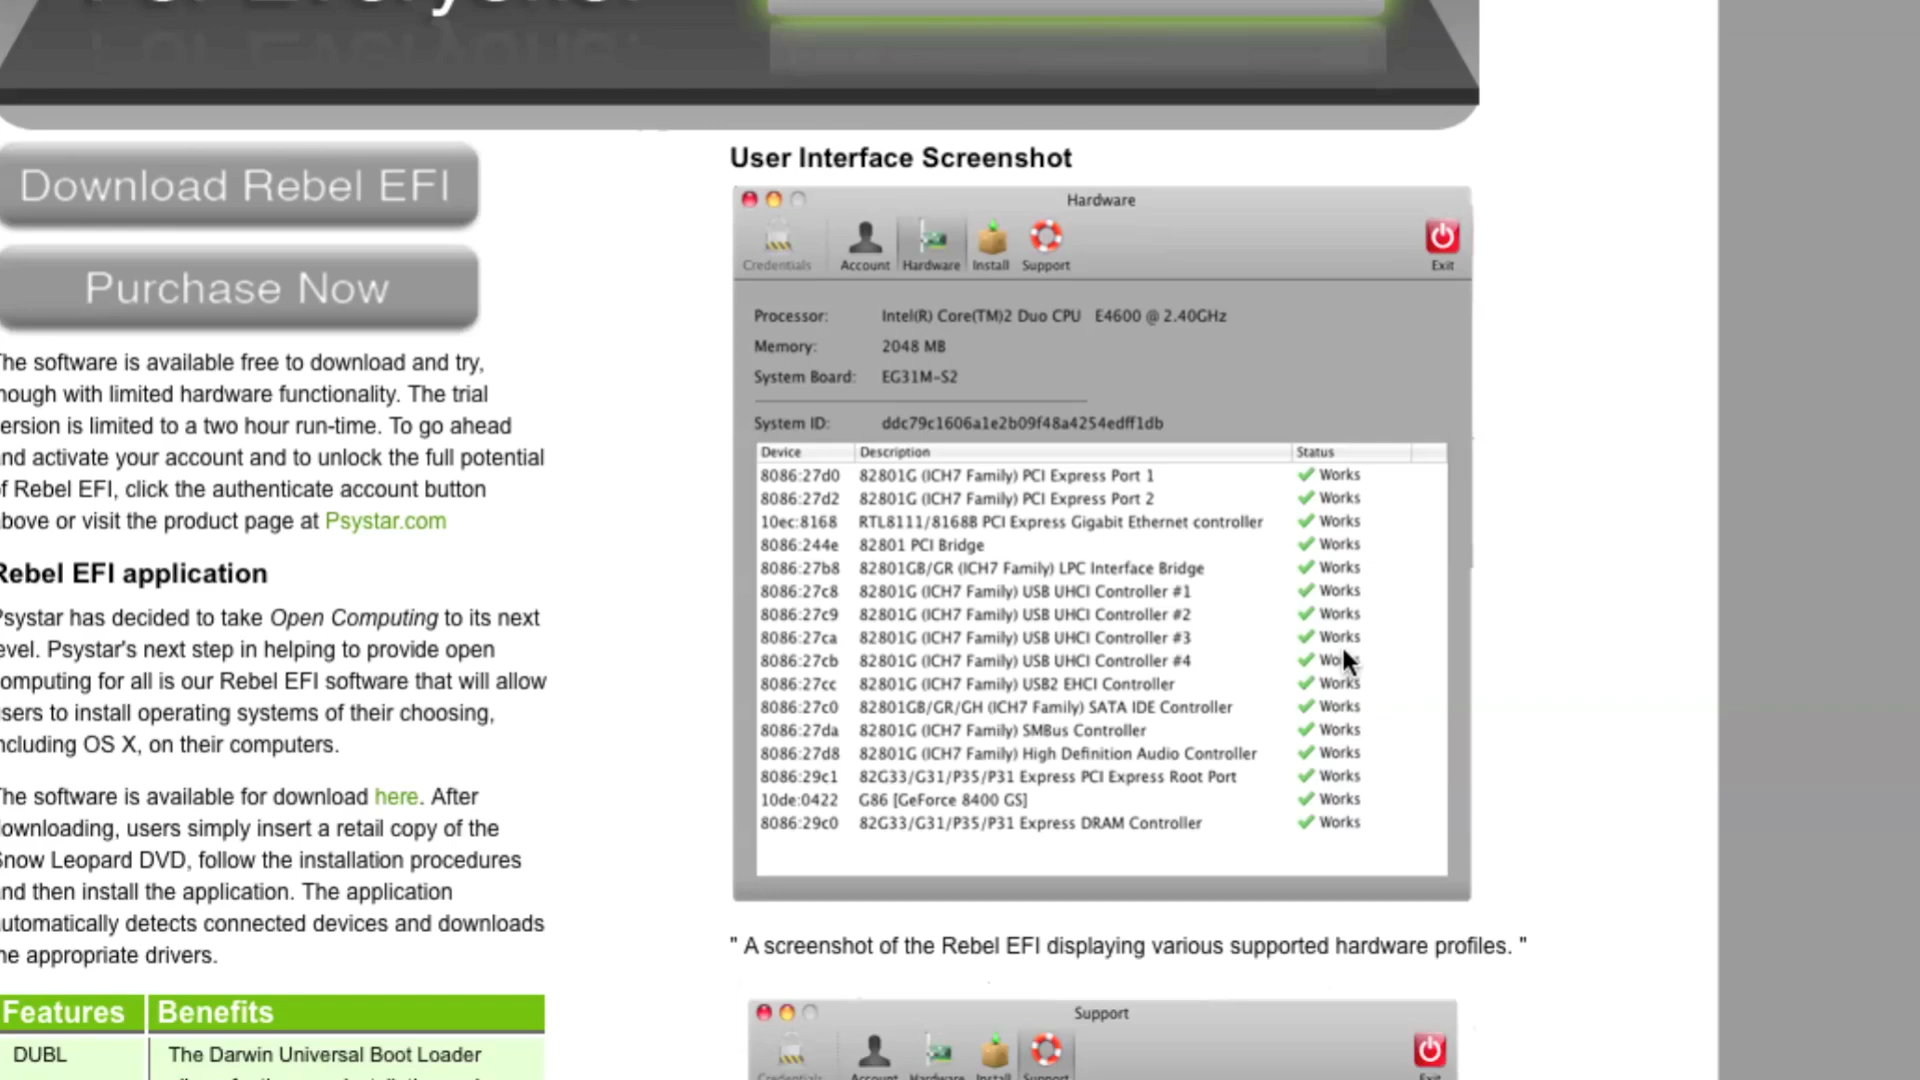 Download Rebel EFI
Purchase Now
he software is available free to download and try,
hough with limited hardware functionality. The trial
ersion is limited to a two hour run-time. To go ahead
nd activate your account and to unlock the full potential
f Rebel EFI, click the authenticate account button
bove or visit the product page at Psystar.com
Rebel EFI application
Psystar has decided to take Open Computing to its next
evel. Psystar's next step in helping to provide open
omputing for all is our Rebel EFI software that will allow
sers to install operating systems of their choosing,
ncluding OS X, on their computers.
he software is available for download here. After
ownloading, users simply insert a retail copy of the
Snow Leopard DVD, follow the installation procedures
nd then install the application. The application
utomatically detects connected devices and downloads
he appropriate drivers.
Features Benefits
DUBL The Darwin Universal Boot Loader
User Interface Screenshot
Hardware
Credentials Account Hardware Install Support Exit
Processor: Intel(R) Core(TM)2 Duo CPU E4600 @ 2.40GHz
Memory: 2048 MB
System Board: EG31M-S2
System ID: ddc79c1606a1e2b09f48a4254edff1db
Device Description Status
8086:27d0 82801G (ICH7 Family) PCI Express Port 1 Works
8086:27d2 82801G (ICH7 Family) PCI Express Port 2 Works
10ec:8168 RTL8111/8168B PCI Express Gigabit Ethernet controller Works
8086:244e 82801 PCI Bridge Works
8086:27b8 82801GB/GR (ICH7 Family) LPC Interface Bridge Works
8086:27c8 82801G (ICH7 Family) USB UHCI Controller #1 Works
8086:27c9 82801G (ICH7 Family) USB UHCI Controller #2 Works
8086:27ca 82801G (ICH7 Family) USB UHCI Controller #3 Works
8086:27cb 82801G (ICH7 Family) USB UHCI Controller #4 Works
8086:27cc 82801G (ICH7 Family) USB2 EHCI Controller Works
8086:27c0 82801GB/GR/GH (ICH7 Family) SATA IDE Controller Works
8086:27da 82801G (ICH7 Family) SMBus Controller Works
8086:27d8 82801G (ICH7 Family) High Definition Audio Controller Works
8086:29c1 82G33/G31/P35/P31 Express PCI Express Root Port Works
10de:0422 G86 [GeForce 8400 GS] Works
8086:29c0 82G33/G31/P35/P31 Express DRAM Controller Works
" A screenshot of the Rebel EFI displaying various supported hardware profiles. "
Support
Credentials Account Hardware Install Support Exit